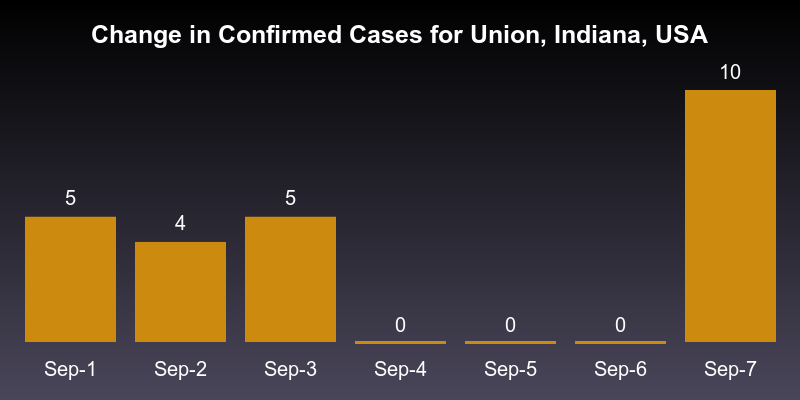 Change in Confirmed Cases for Union, Indiana, USA
5
4
5
0
0
0
10
Sep-1
Sep-2
Sep-3
Sep-4
Sep-5
Sep-6
Sep-7